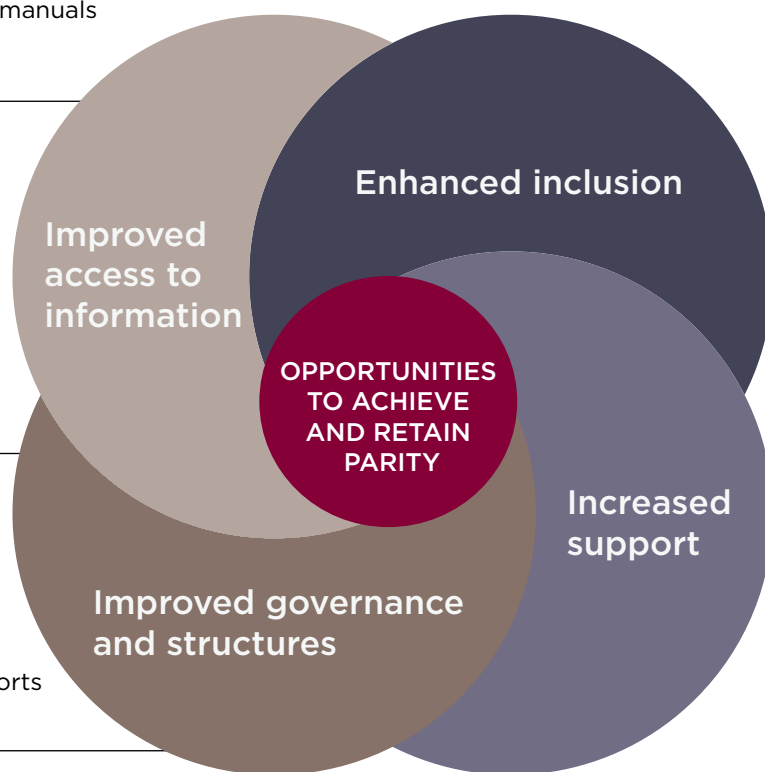 manuals
Enhanced inclusion
Improved
access to
information
OPPORTUNITIES
TO ACHIEVE
AND RETAIN
PARITY
Increased
support
Improved governance
and structures
orts